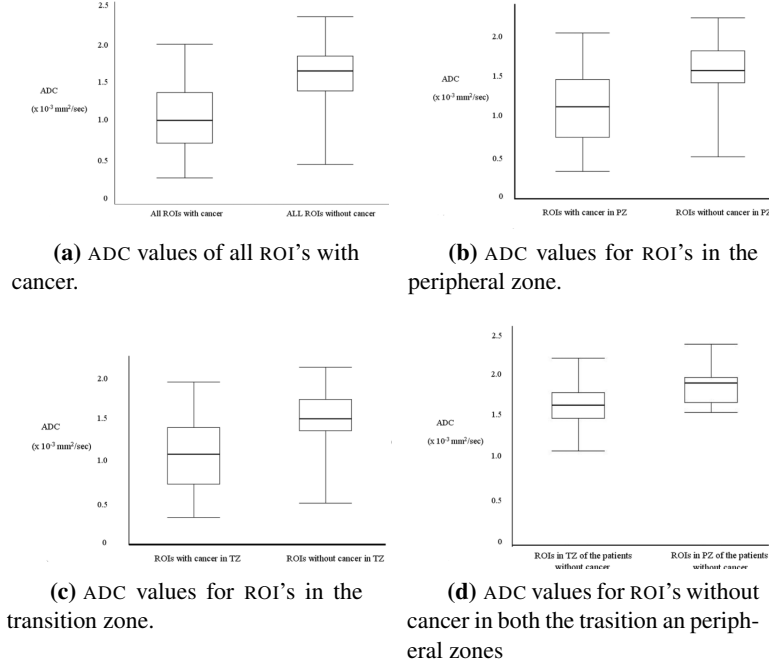 2.5
2.0
ADC
1.5
(x 10⁻³ mm²/sec)
1.0
0.5
0
All ROIs with cancer
ALL ROIs without cancer
(a) ADC values of all ROI's with
cancer.
2.0
ADC
1.5
(x 10⁻³ mm²/sec)
1.0
0.5
0
ROIs with cancer in PZ
ROIs without cancer in PZ
(b) ADC values for ROI's in the
peripheral zone.
2.0
1.5
ADC
(x 10⁻³ mm²/sec)
1.0
0.5
0
ROIs with cancer in TZ
ROIs without cancer in TZ
(c) ADC values for ROI's in the
transition zone.
2.5
2.0
1.5
ADC
(x 10⁻³ mm²/sec)
1.0
0.5
0
ROIs in TZ of the patients
without cancer
ROIs in PZ of the patients
without cancer
(d) ADC values for ROI's without
cancer in both the trasition an periph-
eral zones